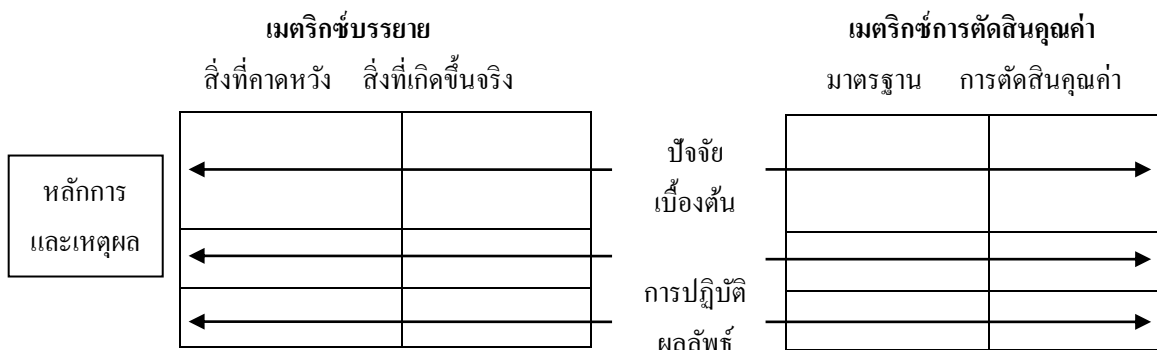 เมตริกซ์บรรยาย
เมตริกซ์การตัดสินคุณค่า
สิ่งที่คาดหวัง สิ่งที่เกิดขึ้นจริง
มาตรฐาน การตัดสินคุณค่า
หลักการ
และเหตุผล
ปัจจัย
เบื้องต้น
การปฏิบัติ
ผลลัพธ์